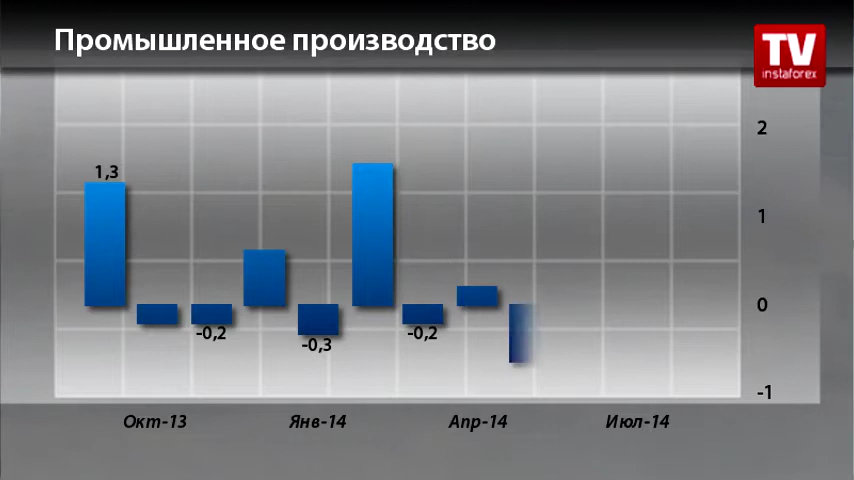 Промышленное производство
TV
instaforex
2
1,3
1
0
-0,2
-0,2
-0,3
-1
Окт-13
Янв-14
Апр-14
Июл-14